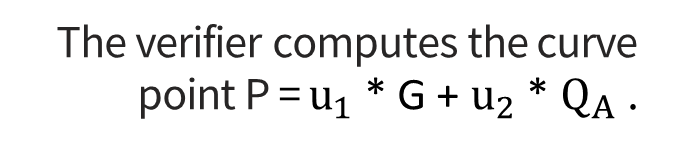 The verifier computes the curve
point P = u₁ * G + u₂ * Q_A .